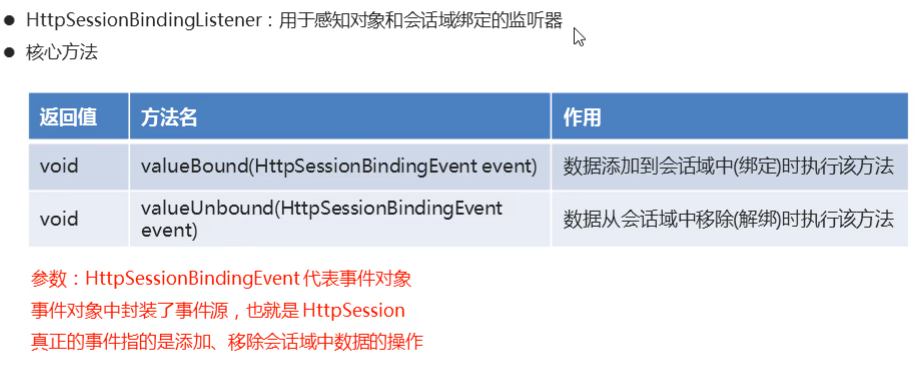 ● HttpSessionBindingListener：用于感知对象和会话域绑定的监听器
● 核心方法
返回值 方法名 作用
void valueBound(HttpSessionBindingEvent event) 数据添加到会话域中(绑定)时执行该方法
void valueUnbound(HttpSessionBindingEvent event) 数据从会话域中移除(解绑)时执行该方法
参数：HttpSessionBindingEvent 代表事件对象
事件对象中封装了事件源，也就是 HttpSession
真正的事件指的是添加、移除会话域中数据的操作